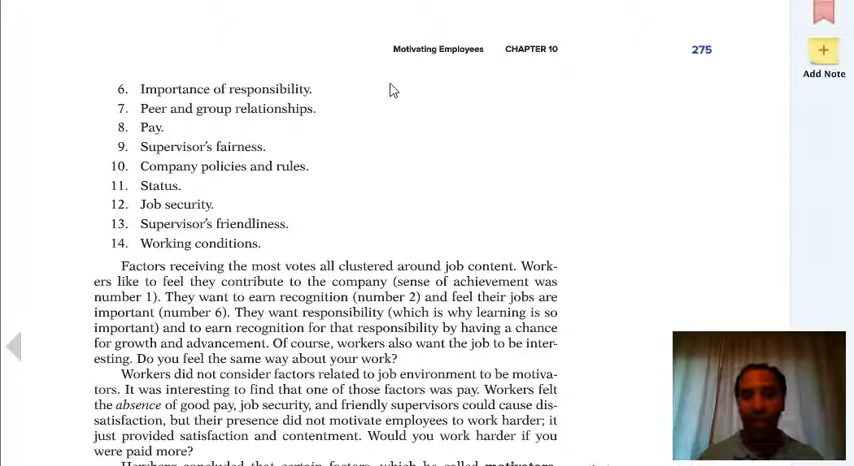 Motivating Employees CHAPTER 10 275
Add Note
6. Importance of responsibility.
7. Peer and group relationships.
8. Pay.
9. Supervisor's fairness.
10. Company policies and rules.
11. Status.
12. Job security.
13. Supervisor's friendliness.
14. Working conditions.
Factors receiving the most votes all clustered around job content. Work-
ers like to feel they contribute to the company (sense of achievement was
number 1). They want to earn recognition (number 2) and feel their jobs are
important (number 6). They want responsibility (which is why learning is so
important) and to earn recognition for that responsibility by having a chance
for growth and advancement. Of course, workers also want the job to be inter-
esting. Do you feel the same way about your work?
Workers did not consider factors related to job environment to be motiva-
tors. It was interesting to find that one of those factors was pay. Workers felt
the absence of good pay, job security, and friendly supervisors could cause dis-
satisfaction, but their presence did not motivate employees to work harder; it
just provided satisfaction and contentment. Would you work harder if you
were paid more?
concluded that certain factors, which he called motivators,